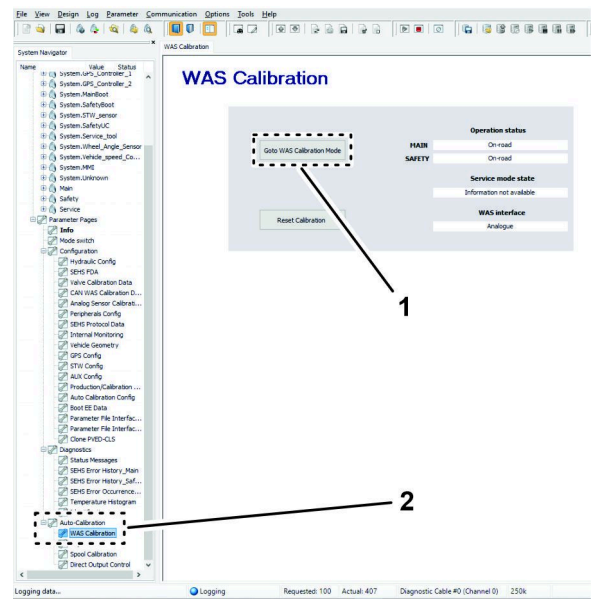 File View Design Log Parameter Communication Options Tools Help
System Navigator
WAS Calibration
Name Value Status
System.GPS_Controller_1
System.GPS_Controller_2
System.MainBoot
System.SafetyBoot
System.STW_sensor
System.SafetyUC
System.Service_tool
System.Wheel_Angle_Sensor
System.Vehicle_speed_Co...
System.MMI
System.Unknown
Main
Safety
Service
Parameter Pages
Info
Mode switch
Configuration
Hydraulic Config
SEHS FDA
Valve Calibration Data
CAN WAS Calibration D...
Analog Sensor Calibrati...
Peripherals Config
SEHS Protocol Data
Internal Monitoring
Vehicle Geometry
GPS Config
STW Config
AUX Config
Production/Calibration ...
Auto Calibration Config
Boot EE Data
Parameter File Interfac...
Parameter File Interfac...
Clone PVED-CLS
Diagnostics
Status Messages
SEHS Error History_Main
SEHS Error History_Saf...
SEHS Error Occurrence...
Temperature Histogram
Auto-Calibration
WAS Calibration
Spool Calibration
Direct Output Control
WAS Calibration
Goto WAS Calibration Mode
Reset Calibration
Operation status
MAIN On-road
SAFETY On-road
Service mode state
Information not available
WAS interface
Analogue
1
2
Logging data... Logging Requested: 100 Actual: 407 Diagnostic Cable #0 (Channel 0) 250k